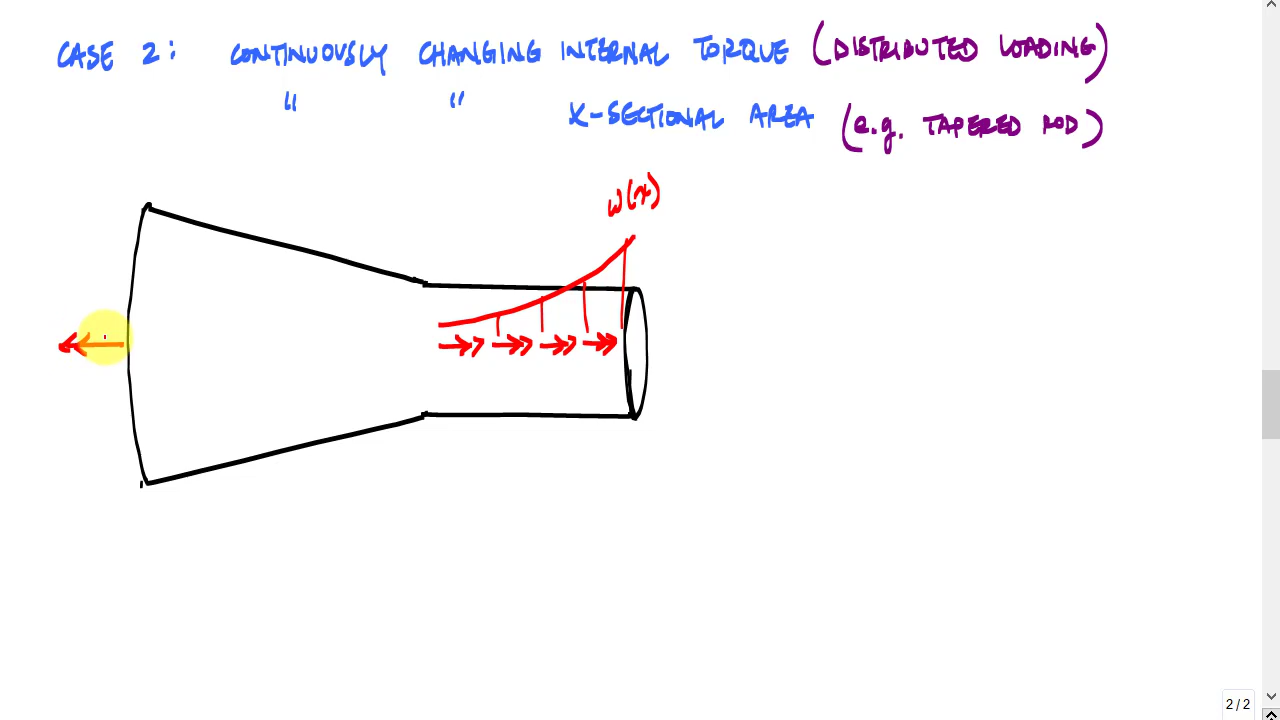 CASE 2: CONTINUOUSLY CHANGING INTERNAL TORQUE (DISTRIBUTED LOADING)
" " X-SECTIONAL AREA (e.g. TAPERED ROD)
w(x)
2 / 2